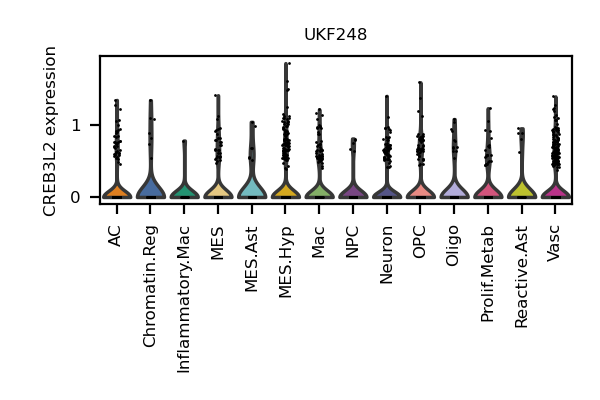 UKF248
CREB3L2 expression
1
0
AC
Chromatin.Reg
Inflammatory.Mac
MES
MES.Ast
MES.Hyp
Mac
NPC
Neuron
OPC
Oligo
Prolif.Metab
Reactive.Ast
Vasc